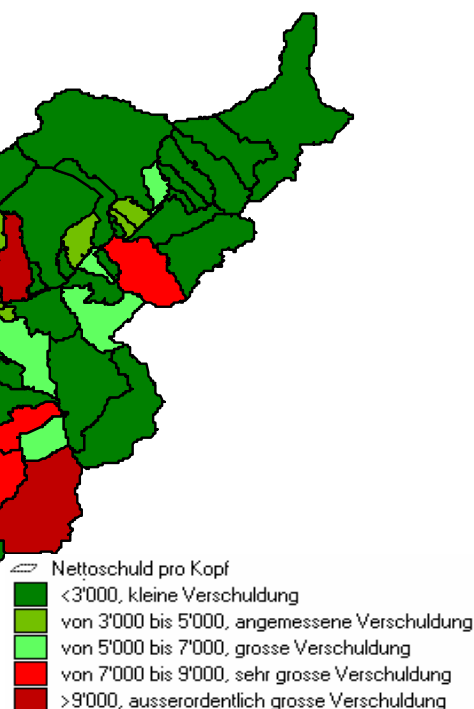 Nettoschuld pro Kopf
<3'000, kleine Verschuldung
von 3'000 bis 5'000, angemessene Verschuldung
von 5'000 bis 7'000, grosse Verschuldung
von 7'000 bis 9'000, sehr grosse Verschuldung
>9'000, ausserordentlich grosse Verschuldung